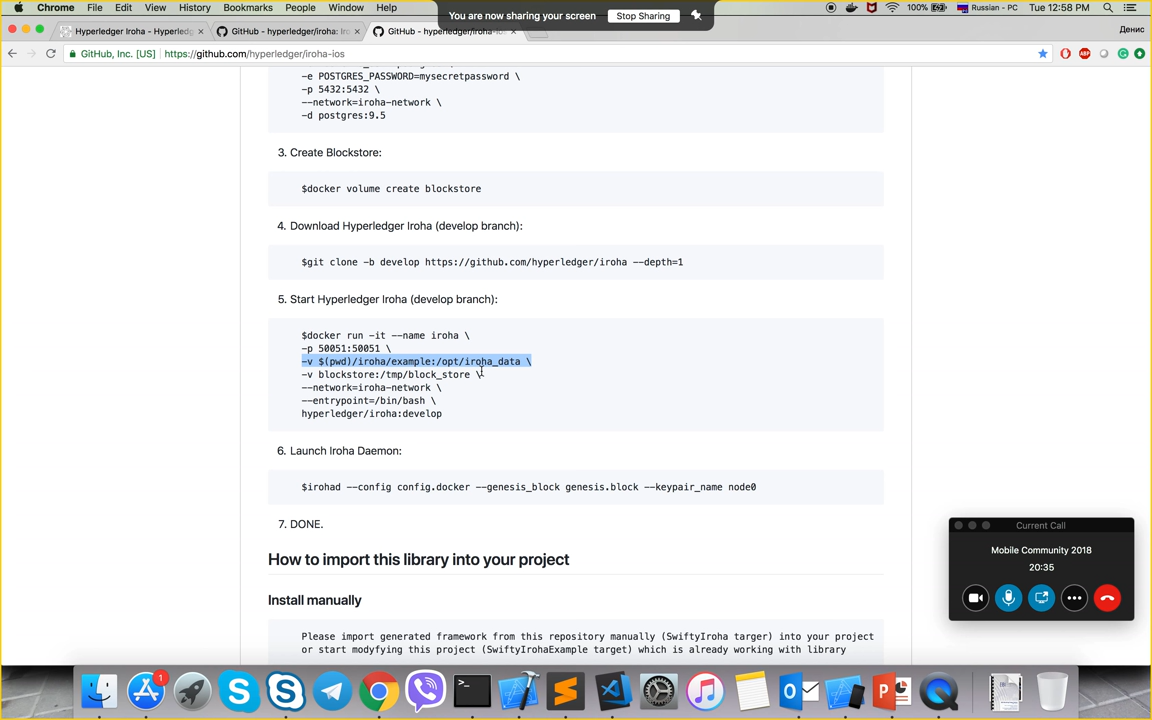 Chrome File Edit View History Bookmarks People Window Help
You are now sharing your screen Stop Sharing
100% Russian - PC Tue 12:58 PM
Hyperledger Iroha - Hyperledg
GitHub - hyperledger/iroha: Iro
GitHub - hyperledger/iroha-ios
Денис
GitHub, Inc. [US] https://github.com/hyperledger/iroha-ios
ABP
-e POSTGRES_PASSWORD=mysecretpassword \
-p 5432:5432 \
--network=iroha-network \
-d postgres:9.5
3. Create Blockstore:
$docker volume create blockstore
4. Download Hyperledger Iroha (develop branch):
$git clone -b develop https://github.com/hyperledger/iroha --depth=1
5. Start Hyperledger Iroha (develop branch):
$docker run -it --name iroha \
-p 50051:50051 \
-v $(pwd)/iroha/example:/opt/iroha_data \
-v blockstore:/tmp/block_store \
--network=iroha-network \
--entrypoint=/bin/bash \
hyperledger/iroha:develop
6. Launch Iroha Daemon:
$irohad --config config.docker --genesis_block genesis.block --keypair_name node0
7. DONE.
How to import this library into your project
Install manually
Please import generated framework from this repository manually (SwiftyIroha targer) into your project
or start modyfying this project (SwiftyIrohaExample target) which is already working with library
Current Call
Mobile Community 2018
20:35
1